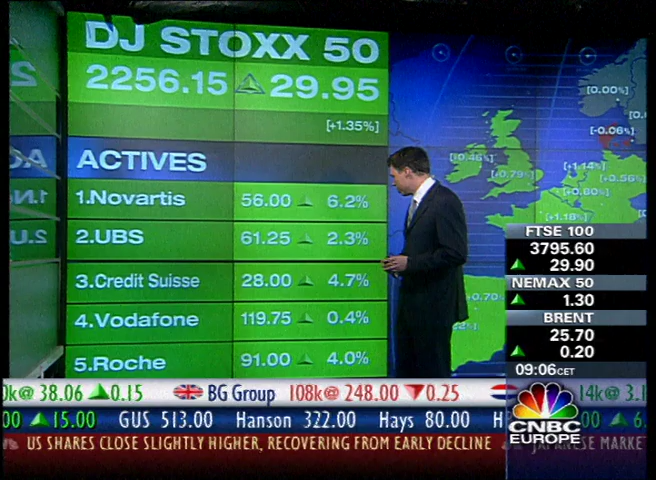 DJ STOXX 50
2256.15 29.95
[+1.35%]
ACTIVES
1.Novartis 56.00 6.2%
2.UBS 61.25 2.3%
3.Credit Suisse 28.00 4.7%
4.Vodafone 119.75 0.4%
5.Roche 91.00 4.0%
[0.00%]
[-0.06%]
[+0.46%]
[+0.79%]
[+1.14%]
[+0.56%]
[+0.80%]
[+1.18%]
FTSE 100
3795.60
29.90
NEMAX 50
1.30
BRENT
25.70
0.20
09:06CET
0k@ 38.06 0.15 BG Group 108k@ 248.00 0.25 14k@ 3.1
00 15.00 GUS 513.00 Hanson 322.00 Hays 80.00 H
CNBC
EUROPE
US SHARES CLOSE SLIGHTLY HIGHER, RECOVERING FROM EARLY DECLINE JAPANESE MARKE